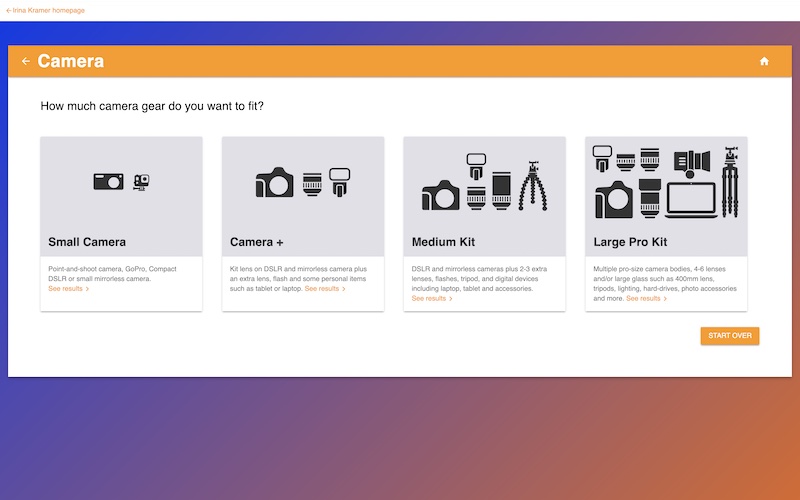 Irina Kramer homepage
Camera
How much camera gear do you want to fit?
Small Camera
Point-and-shoot camera, GoPro, Compact
DSLR or small mirrorless camera.
See results
Camera +
Kit lens on DSLR and mirrorless camera plus
an extra lens, flash and some personal items
such as tablet or laptop. See results
Medium Kit
DSLR and mirrorless cameras plus 2-3 extra
lenses, flashes, tripod, and digital devices
including laptop, tablet and accessories.
See results
Large Pro Kit
Multiple pro-size camera bodies, 4-6 lenses
and/or large glass such as 400mm lens,
tripods, lighting, hard-drives, photo accessories
and more. See results
START OVER